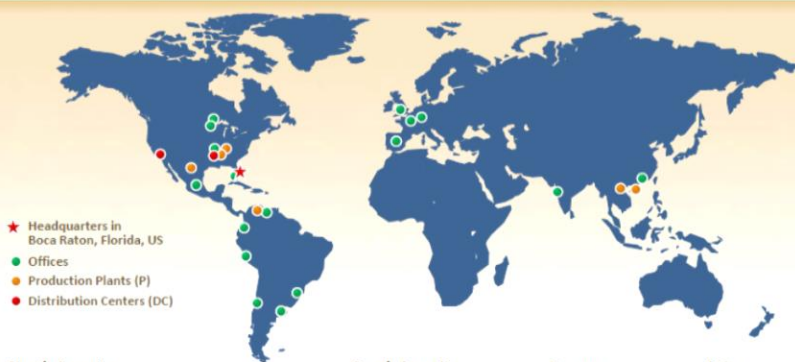 Headquarters in
Boca Raton, Florida, US
Offices
Production Plants (P)
Distribution Centers (DC)